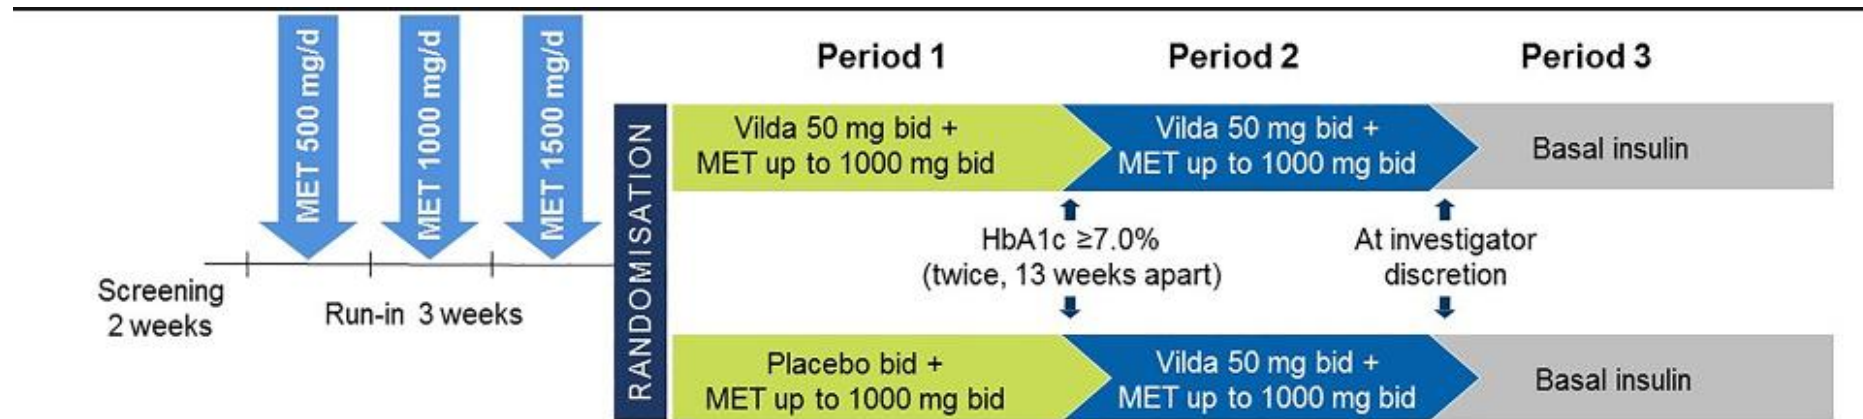 MET 500 mg/d
MET 1000 mg/d
MET 1500 mg/d
Screening
2 weeks
Run-in 3 weeks
RANDOMISATION
Period 1
Period 2
Period 3
Vilda 50 mg bid +
MET up to 1000 mg bid
Vilda 50 mg bid +
MET up to 1000 mg bid
Basal insulin
HbA1c ≥7.0%
(twice, 13 weeks apart)
At investigator
discretion
Placebo bid +
MET up to 1000 mg bid
Vilda 50 mg bid +
MET up to 1000 mg bid
Basal insulin